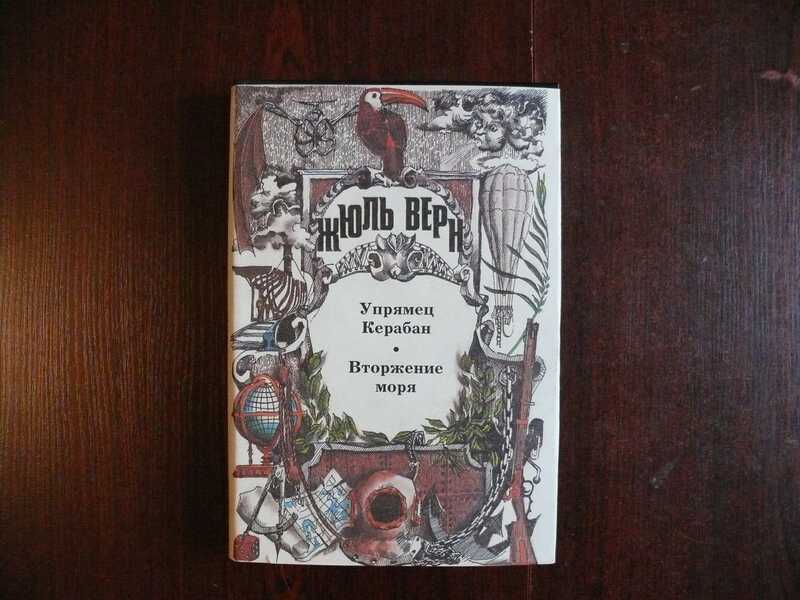 ЖЮЛЬ ВЕРН
Упрямец
Керабан
•
Вторжение
моря